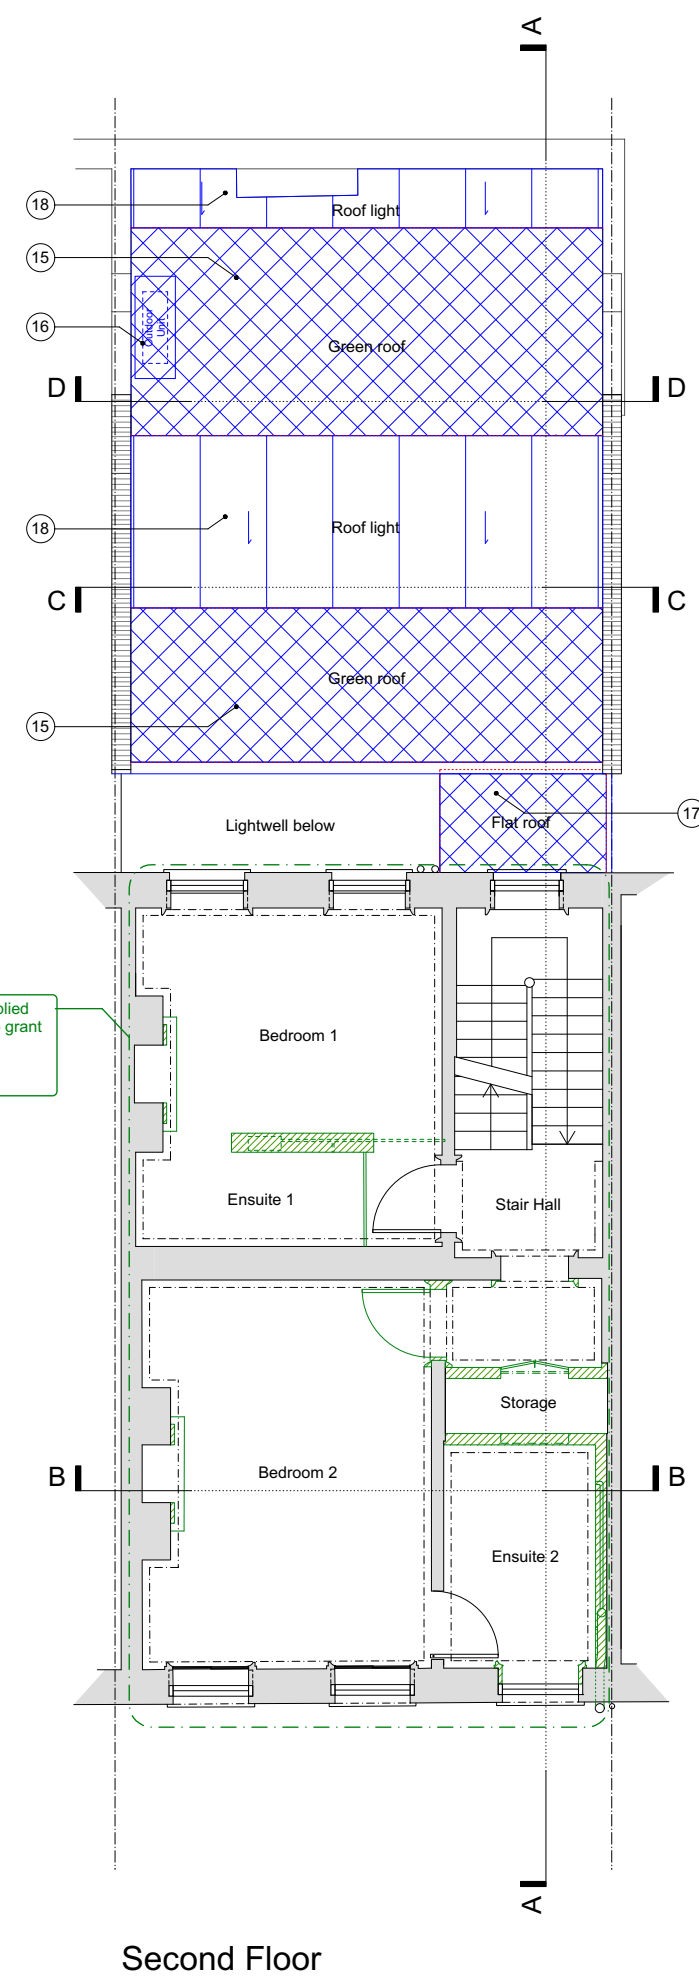 A
18
Roof light
15
16
Outdoor
Unit
Green roof
D
D
18
Roof light
C
C
Green roof
15
17
Lightwell below
Flat roof
grant
Bedroom 1
Ensuite 1
Stair Hall
Storage
B
B
Bedroom 2
Ensuite 2
A
Second Floor